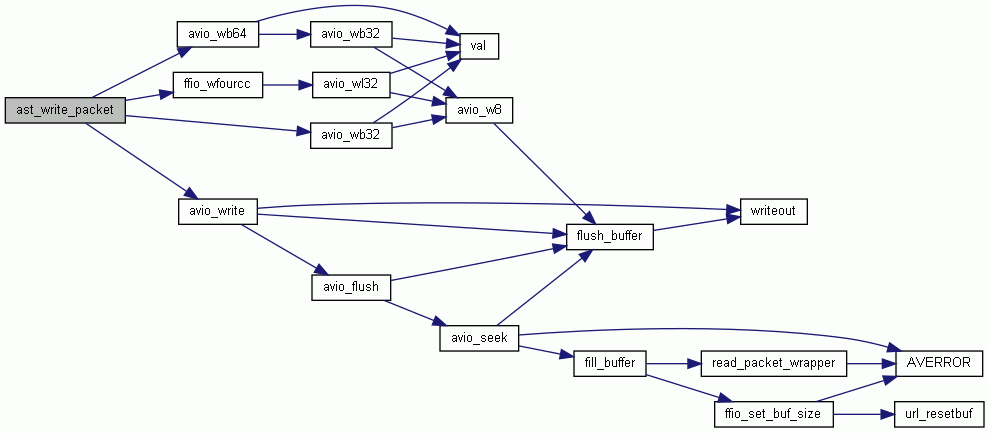 avio_wb64
avio_wb32
val
ffio_wfourcc
avio_wl32
ast_write_packet
avio_w8
avio_wb32
avio_write
writeout
flush_buffer
avio_flush
avio_seek
fill_buffer
read_packet_wrapper
AVERROR
ffio_set_buf_size
url_resetbuf